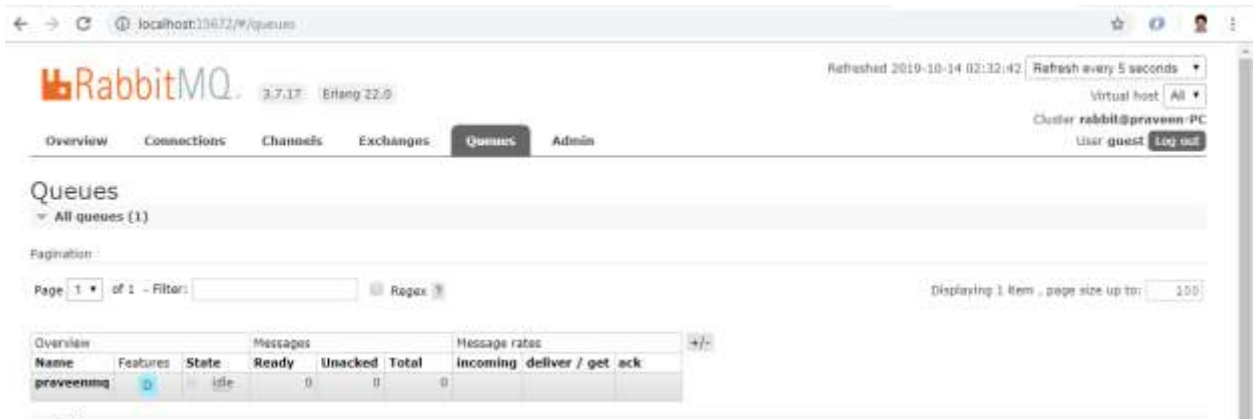 localhost:15672/#/queues
RabbitMQ. 3.7.17 Erlang 22.0
Refreshed 2019-10-14 02:32:42 Refresh every 5 seconds
Virtual host All
Cluster rabbit@praveen-PC
User guest Log out
Overview Connections Channels Exchanges Queues Admin
Queues
All queues (1)
Pagination
Page 1 of 1 - Filter: Regex ?
Displaying 1 item , page size up to: 100
Overview Messages Message rates +/-
Name Features State Ready Unacked Total incoming deliver / get ack
praveenmq D idle 0 0 0